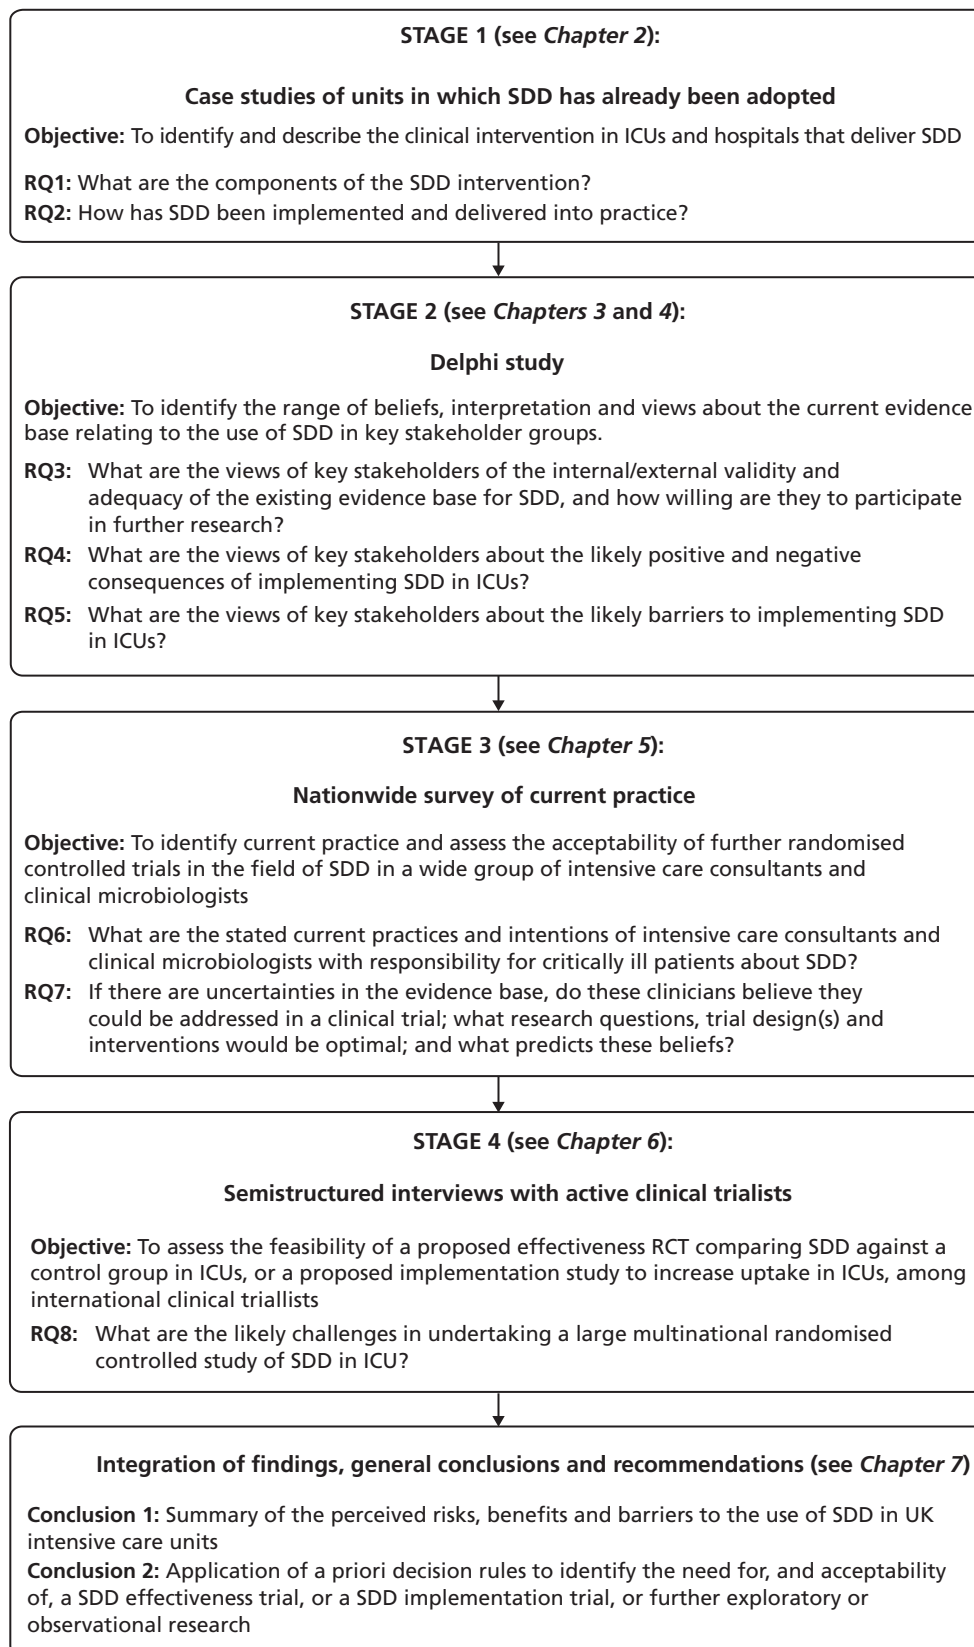 STAGE 1 (see Chapter 2):
Case studies of units in which SDD has already been adopted
Objective: To identify and describe the clinical intervention in ICUs and hospitals that deliver SDD
RQ1: What are the components of the SDD intervention?
RQ2: How has SDD been implemented and delivered into practice?
STAGE 2 (see Chapters 3 and 4):
Delphi study
Objective: To identify the range of beliefs, interpretation and views about the current evidence
base relating to the use of SDD in key stakeholder groups.
RQ3: What are the views of key stakeholders of the internal/external validity and
adequacy of the existing evidence base for SDD, and how willing are they to participate
in further research?
RQ4: What are the views of key stakeholders about the likely positive and negative
consequences of implementing SDD in ICUs?
RQ5: What are the views of key stakeholders about the likely barriers to implementing SDD
in ICUs?
STAGE 3 (see Chapter 5):
Nationwide survey of current practice
Objective: To identify current practice and assess the acceptability of further randomised
controlled trials in the field of SDD in a wide group of intensive care consultants and
clinical microbiologists
RQ6: What are the stated current practices and intentions of intensive care consultants and
clinical microbiologists with responsibility for critically ill patients about SDD?
RQ7: If there are uncertainties in the evidence base, do these clinicians believe they
could be addressed in a clinical trial; what research questions, trial design(s) and
interventions would be optimal; and what predicts these beliefs?
STAGE 4 (see Chapter 6):
Semistructured interviews with active clinical trialists
Objective: To assess the feasibility of a proposed effectiveness RCT comparing SDD against a
control group in ICUs, or a proposed implementation study to increase uptake in ICUs, among
international clinical triallists
RQ8: What are the likely challenges in undertaking a large multinational randomised
controlled study of SDD in ICU?
Integration of findings, general conclusions and recommendations (see Chapter 7)
Conclusion 1: Summary of the perceived risks, benefits and barriers to the use of SDD in UK
intensive care units
Conclusion 2: Application of a priori decision rules to identify the need for, and acceptability
of, a SDD effectiveness trial, or a SDD implementation trial, or further exploratory or
observational research